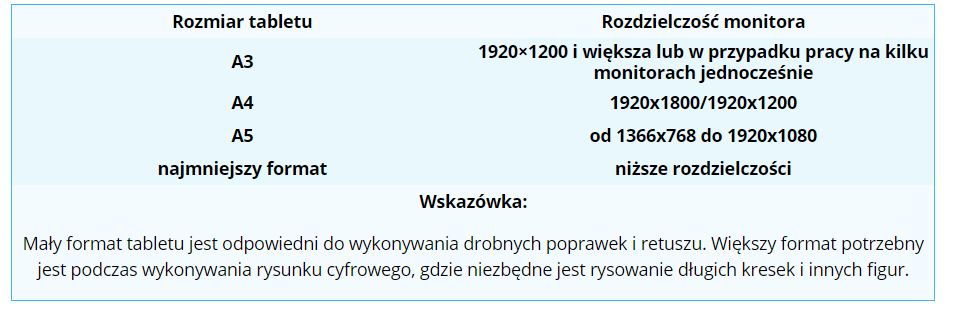 Rozmiar tabletu Rozdzielczość monitora
A3 1920×1200 i większa lub w przypadku pracy na kilku
monitorach jednocześnie
A4 1920x1800/1920x1200
A5 od 1366x768 do 1920x1080
najmniejszy format niższe rozdzielczości
Wskazówka:
Mały format tabletu jest odpowiedni do wykonywania drobnych poprawek i retuszu. Większy format potrzebny
jest podczas wykonywania rysunku cyfrowego, gdzie niezbędne jest rysowanie długich kresek i innych figur.